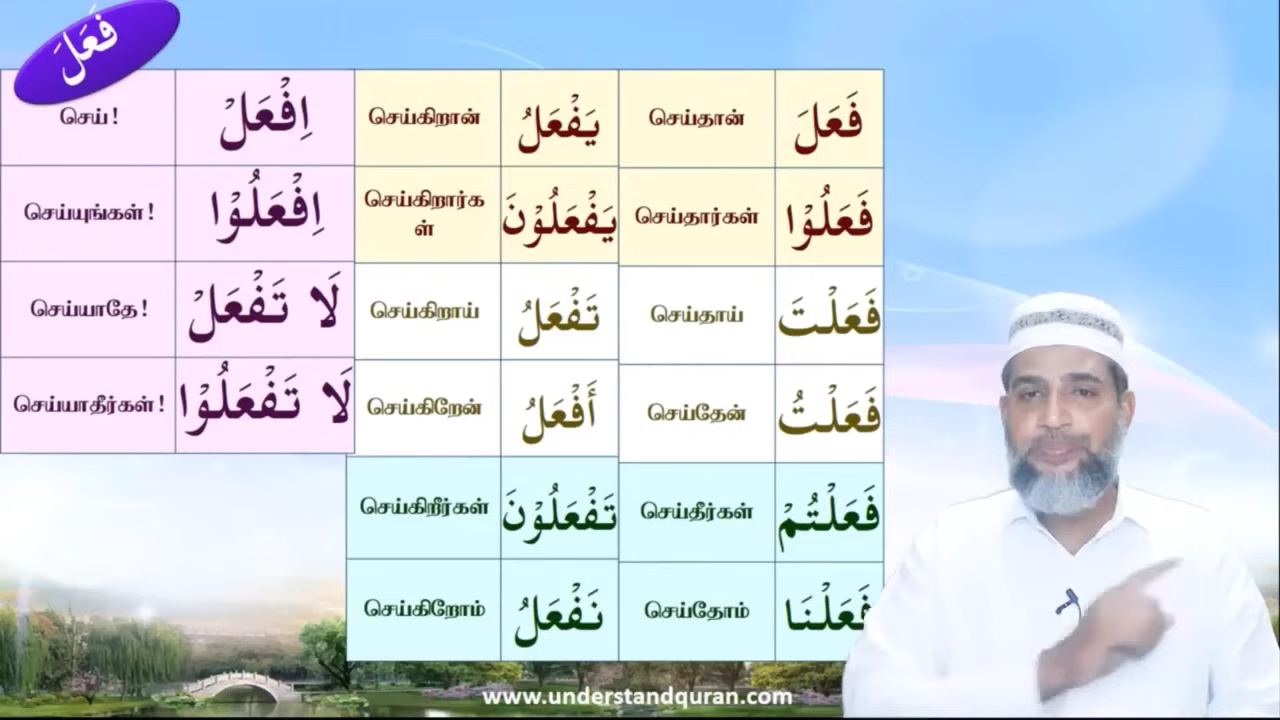 فَعَلَ
செய்! اِفْعَلْ செய்கிறான் يَفْعَلُ செய்தான் فَعَلَ
செய்யுங்கள்! اِفْعَلُوْا செய்கிறார்க
ள் يَفْعَلُوْنَ செய்தார்கள் فَعَلُوْا
செய்யாதே! لَا تَفْعَلْ செய்கிறாய் تَفْعَلُ செய்தாய் فَعَلْتَ
செய்யாதீர்கள்! لَا تَفْعَلُوْا செய்கிறேன் أَفْعَلُ செய்தேன் فَعَلْتُ
செய்கிறீர்கள் تَفْعَلُوْنَ செய்தீர்கள் فَعَلْتُمْ
செய்கிறோம் نَفْعَلُ செய்தோம் فَعَلْنَا
www.understandquran.com